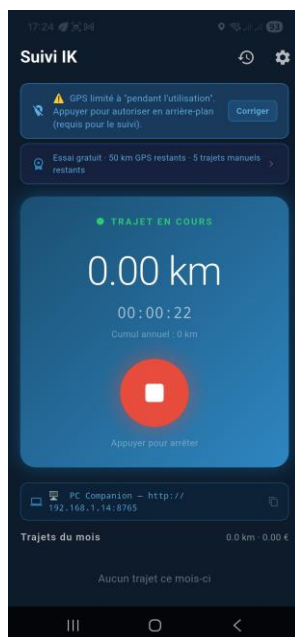 17:24
63
Suivi IK
⚠️ GPS limité à "pendant l'utilisation".
Appuyer pour autoriser en arrière-plan
(requis pour le suivi).
Corriger
Essai gratuit · 50 km GPS restants · 5 trajets manuels
restants
TRAJET EN COURS
0.00 km
00:00:22
Cumul annuel : 0 km
Appuyer pour arrêter
PC Companion — http://
192.168.1.14:8765
Trajets du mois 0.0 km · 0.00 €
Aucun trajet ce mois-ci